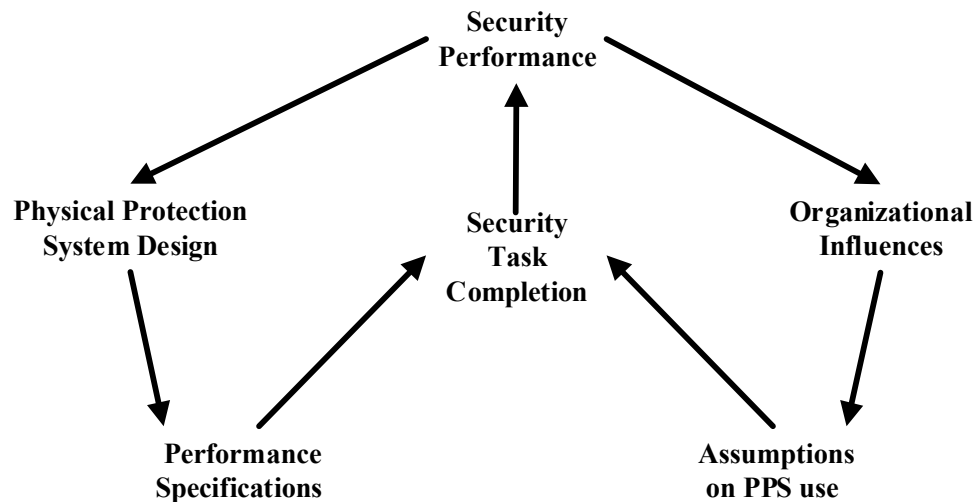 Security
Performance
Physical Protection
System Design
Security
Task
Completion
Organizational
Influences
Performance
Specifications
Assumptions
on PPS use